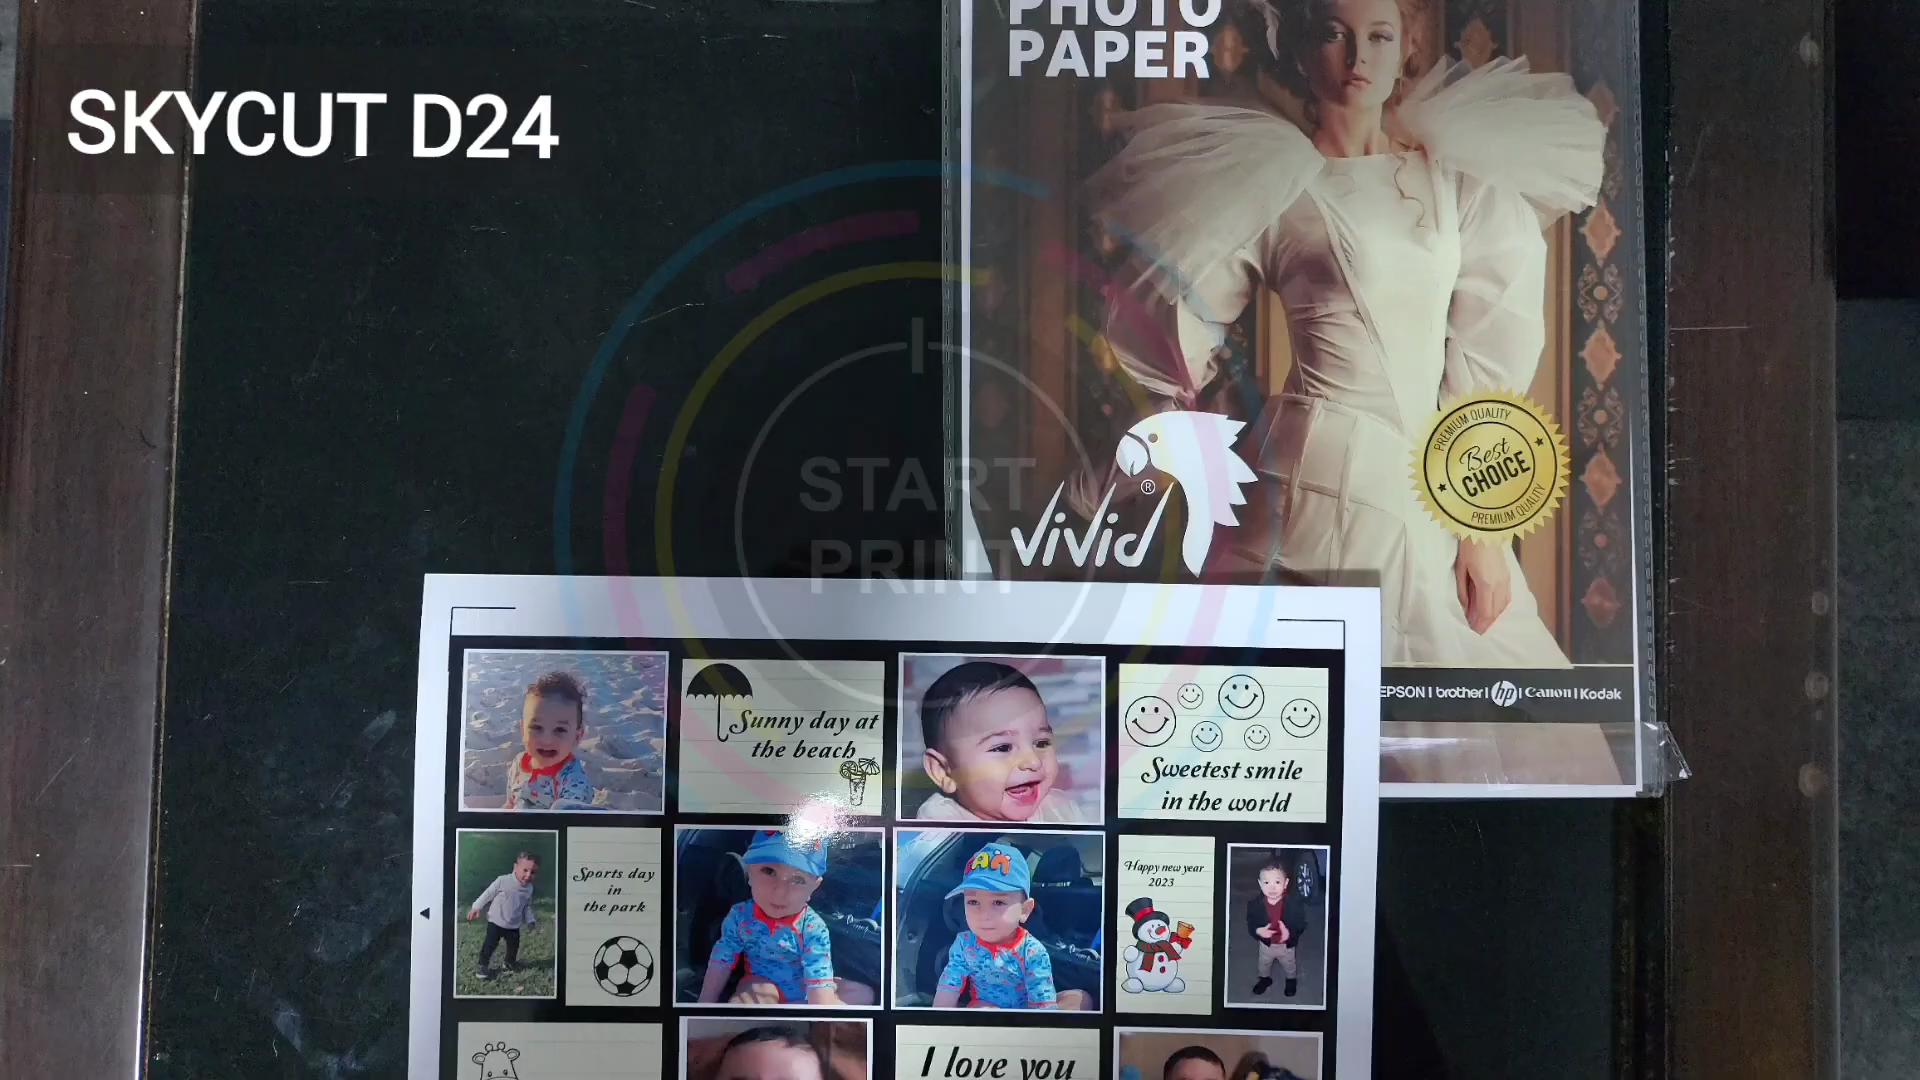 SKYCUT D24
PHOTO
PAPER
PREMIUM QUALITY
Best
CHOICE
PREMIUM QUALITY
START
PRINT
®
ViVid
EPSON | brother | hp | Canon | Kodak
Sunny day at
the beach
Sweetest smile
in the world
Sports day
in
the park
Happy new year
2023
I love you